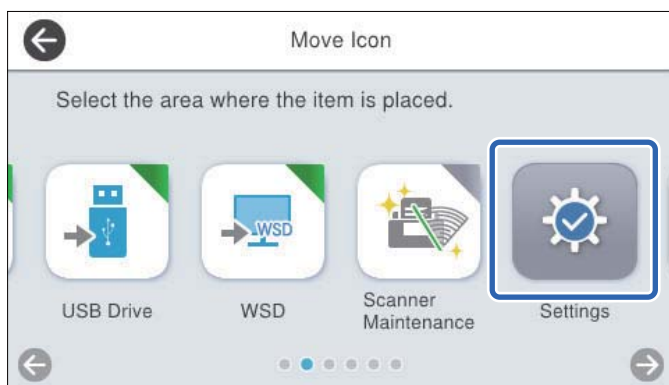 Move Icon
Select the area where the item is placed.
WSD
USB Drive
WSD
Scanner
Maintenance
Settings